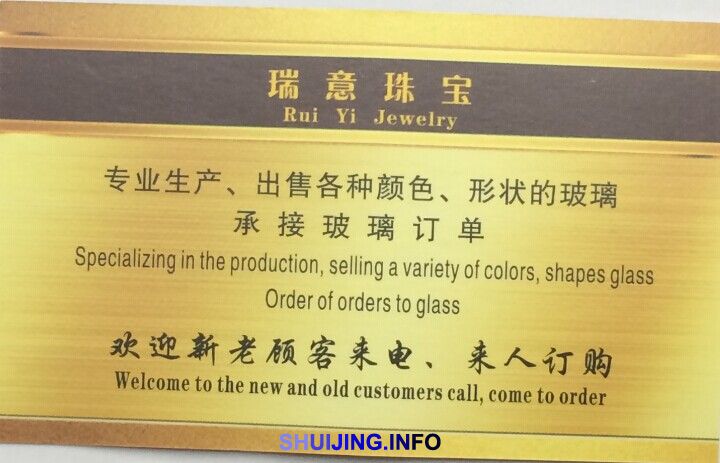 瑞意珠宝
Rui Yi Jewelry
专业生产、出售各种颜色、形状的玻璃
承接玻璃订单
Specializing in the production, selling a variety of colors, shapes glass
Order of orders to glass
欢迎新老顾客来电、来人订购
Welcome to the new and old customers call, come to order
SHUIJING.INFO